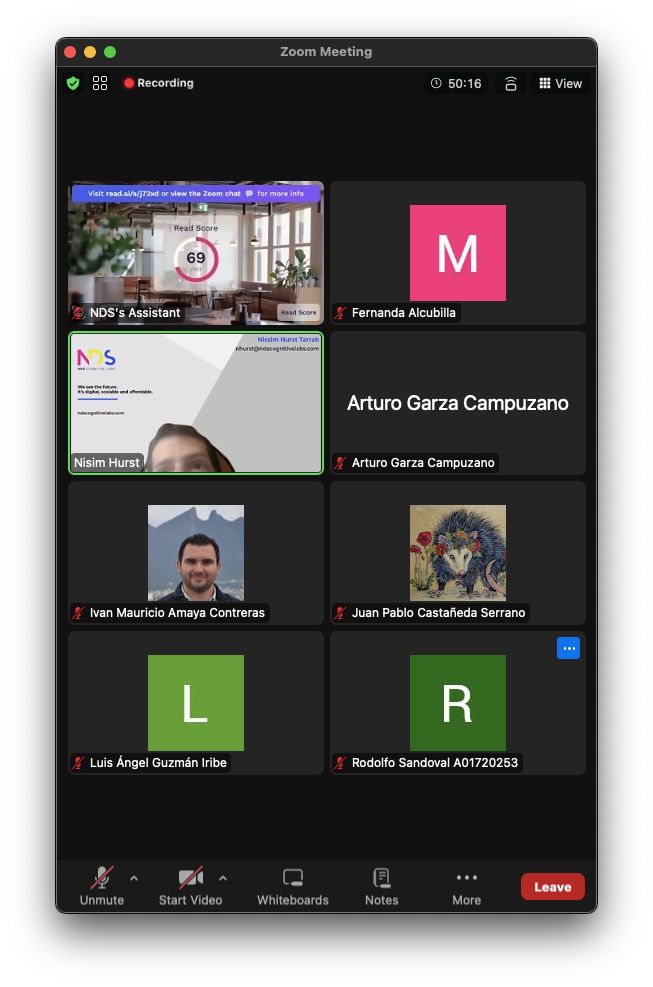 Zoom Meeting
Recording
50:16
View
Visit read.ai/s/j73xd or view the Zoom chat for more info
Read Score
69
/100
Read Score
NDS's Assistant
M
Fernanda Alcubilla
Nissim Hurst Tarrab
nhurst@ndscognitivelabs.com
NDS
NDS COGNITIVE LABS
We see the future.
It's digital, scalable and affordable.
ndscognitivelabs.com
Nisim Hurst
Arturo Garza Campuzano
Arturo Garza Campuzano
Ivan Mauricio Amaya Contreras
Juan Pablo Castañeda Serrano
L
Luis Ángel Guzmán Iribe
R
Rodolfo Sandoval A01720253
Unmute
Start Video
Whiteboards
Notes
More
Leave